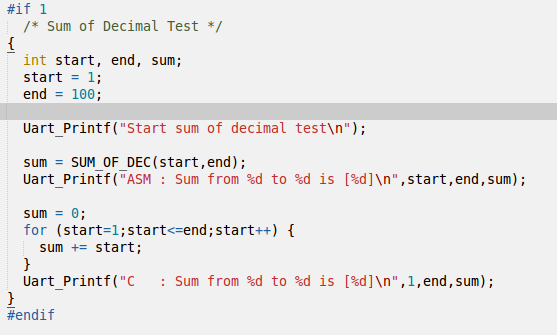 #if 1
  /* Sum of Decimal Test */
{
  int start, end, sum;
  start = 1;
  end = 100;

  Uart_Printf("Start sum of decimal test\n");

  sum = SUM_OF_DEC(start,end);
  Uart_Printf("ASM : Sum from %d to %d is [%d]\n",start,end,sum);

  sum = 0;
  for (start=1;start<=end;start++) {
    sum += start;
  }
  Uart_Printf("C   : Sum from %d to %d is [%d]\n",1,end,sum);
}
#endif